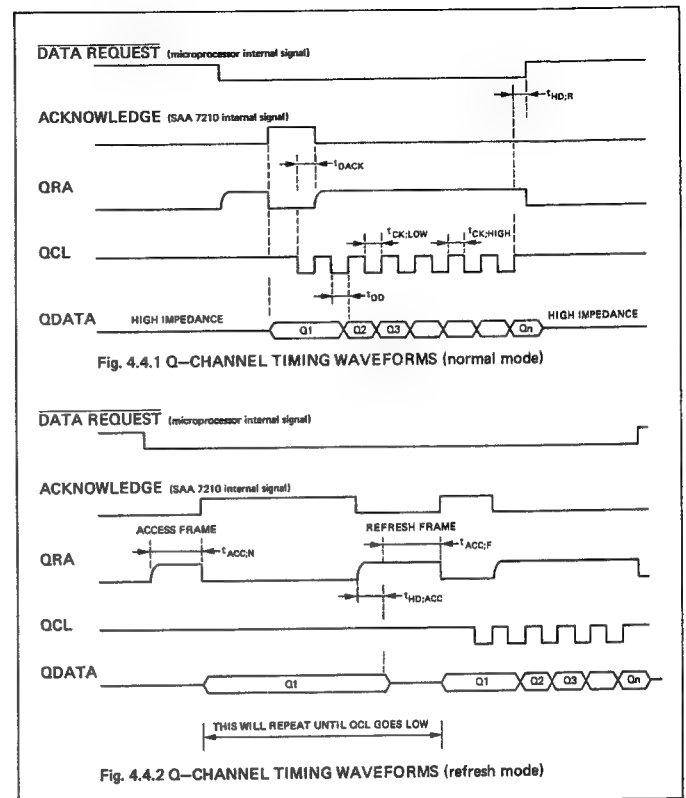 DATA REQUEST (microprocessor internal signal)
tHD;R
ACKNOWLEDGE (SAA 7210 internal signal)
tDACK
QRA
tCK;LOW tCK;HIGH
QCL
tDD
QDATA HIGH IMPEDANCE Q1 Q2 Q3 Qn HIGH IMPEDANCE
Fig. 4.4.1 Q–CHANNEL TIMING WAVEFORMS (normal mode)
DATA REQUEST (microprocessor internal signal)
ACKNOWLEDGE (SAA 7210 internal signal)
ACCESS FRAME REFRESH FRAME
tACC;N tACC;F
QRA
tHD;ACC
QCL
QDATA Q1 Q1 Q2 Q3 Qn
THIS WILL REPEAT UNTIL QCL GOES LOW
Fig. 4.4.2 Q–CHANNEL TIMING WAVEFORMS (refresh mode)